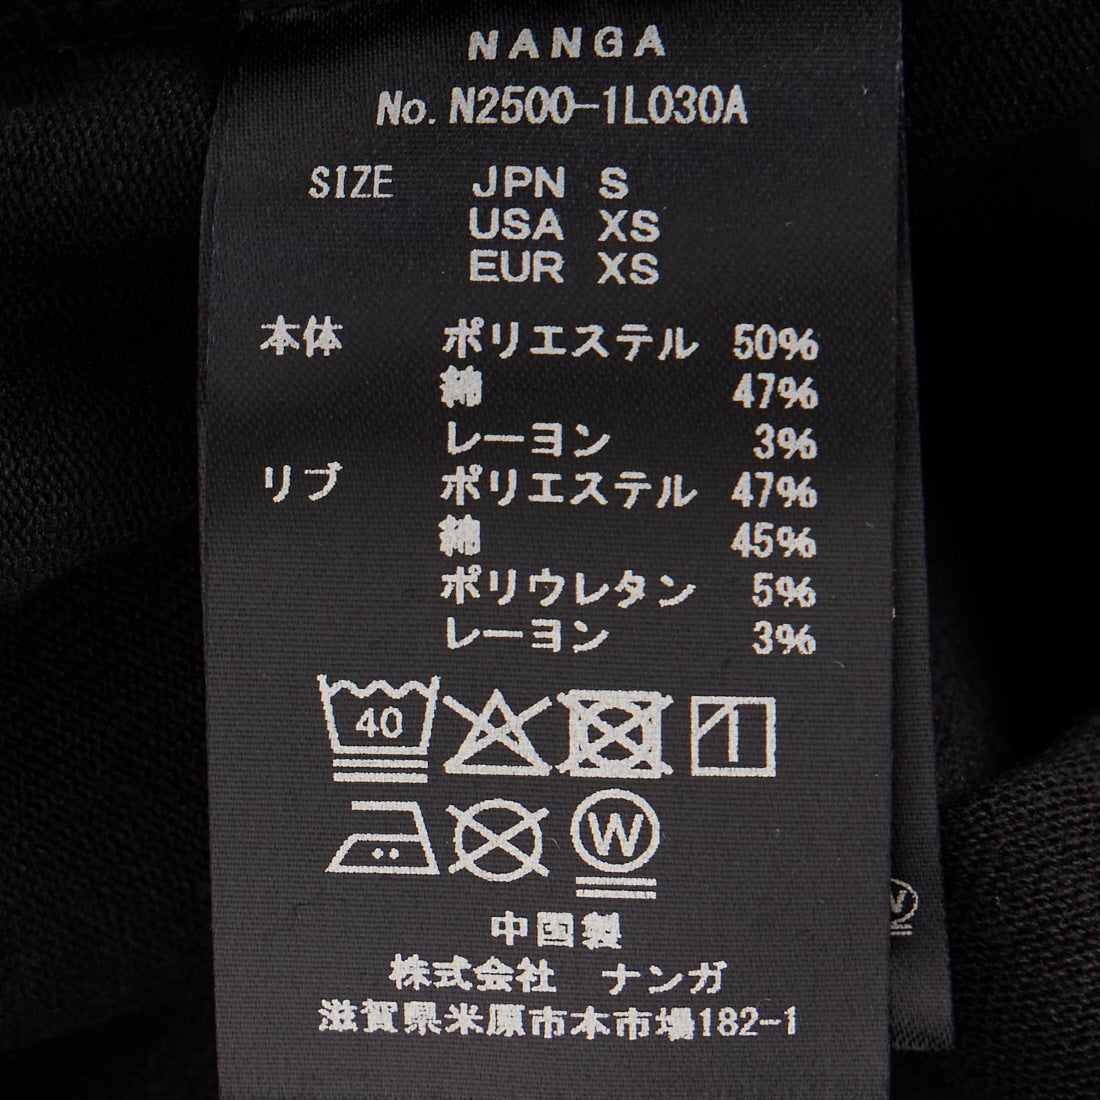 NANGA
No. N2500-1L030A
SIZE JPN S
USA XS
EUR XS
本体 ポリエステル 50%
綿 47%
レーヨン 3%
リブ ポリエステル 47%
綿 45%
ポリウレタン 5%
レーヨン 3%
40
1
W
中国製
株式会社 ナンガ
滋賀県米原市本市場182-1
W